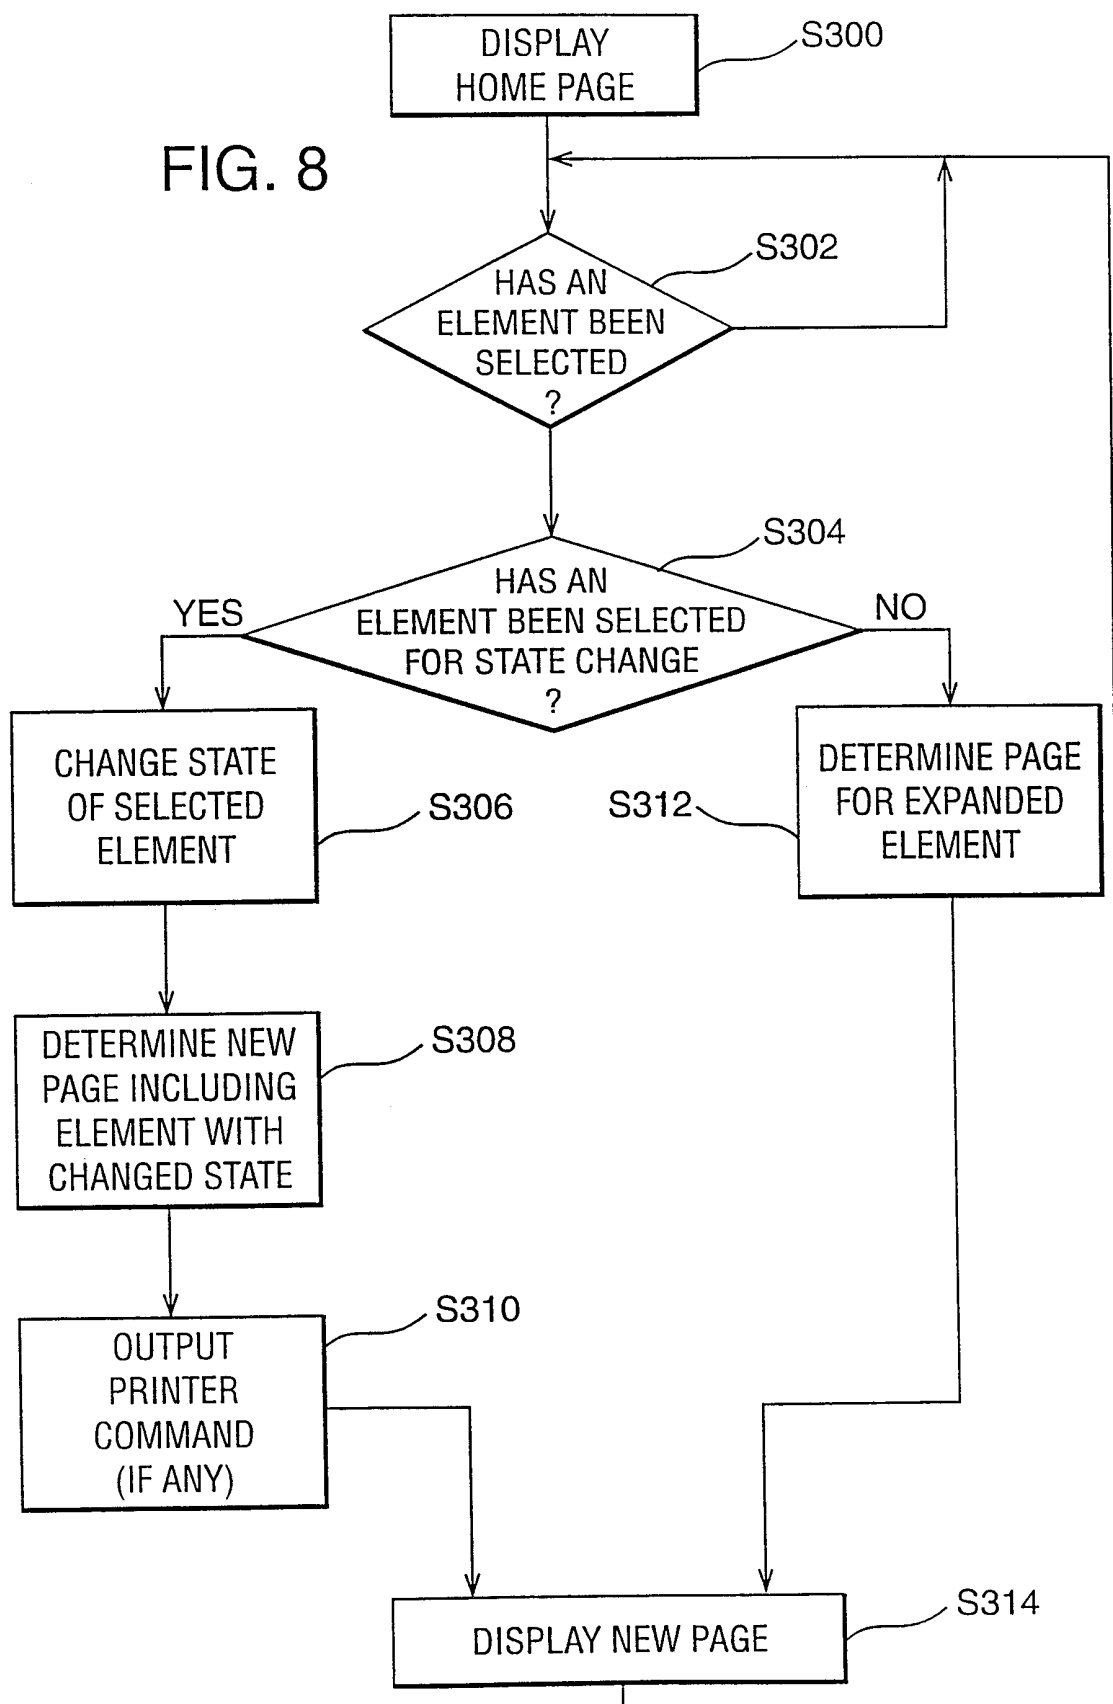 DISPLAY
HOME PAGE
S300
FIG. 8
HAS AN
ELEMENT BEEN
SELECTED
?
S302
HAS AN
ELEMENT BEEN SELECTED
FOR STATE CHANGE
?
S304
YES
NO
CHANGE STATE
OF SELECTED
ELEMENT
S306
S312
DETERMINE PAGE
FOR EXPANDED
ELEMENT
DETERMINE NEW
PAGE INCLUDING
ELEMENT WITH
CHANGED STATE
S308
OUTPUT
PRINTER
COMMAND
(IF ANY)
S310
DISPLAY NEW PAGE
S314